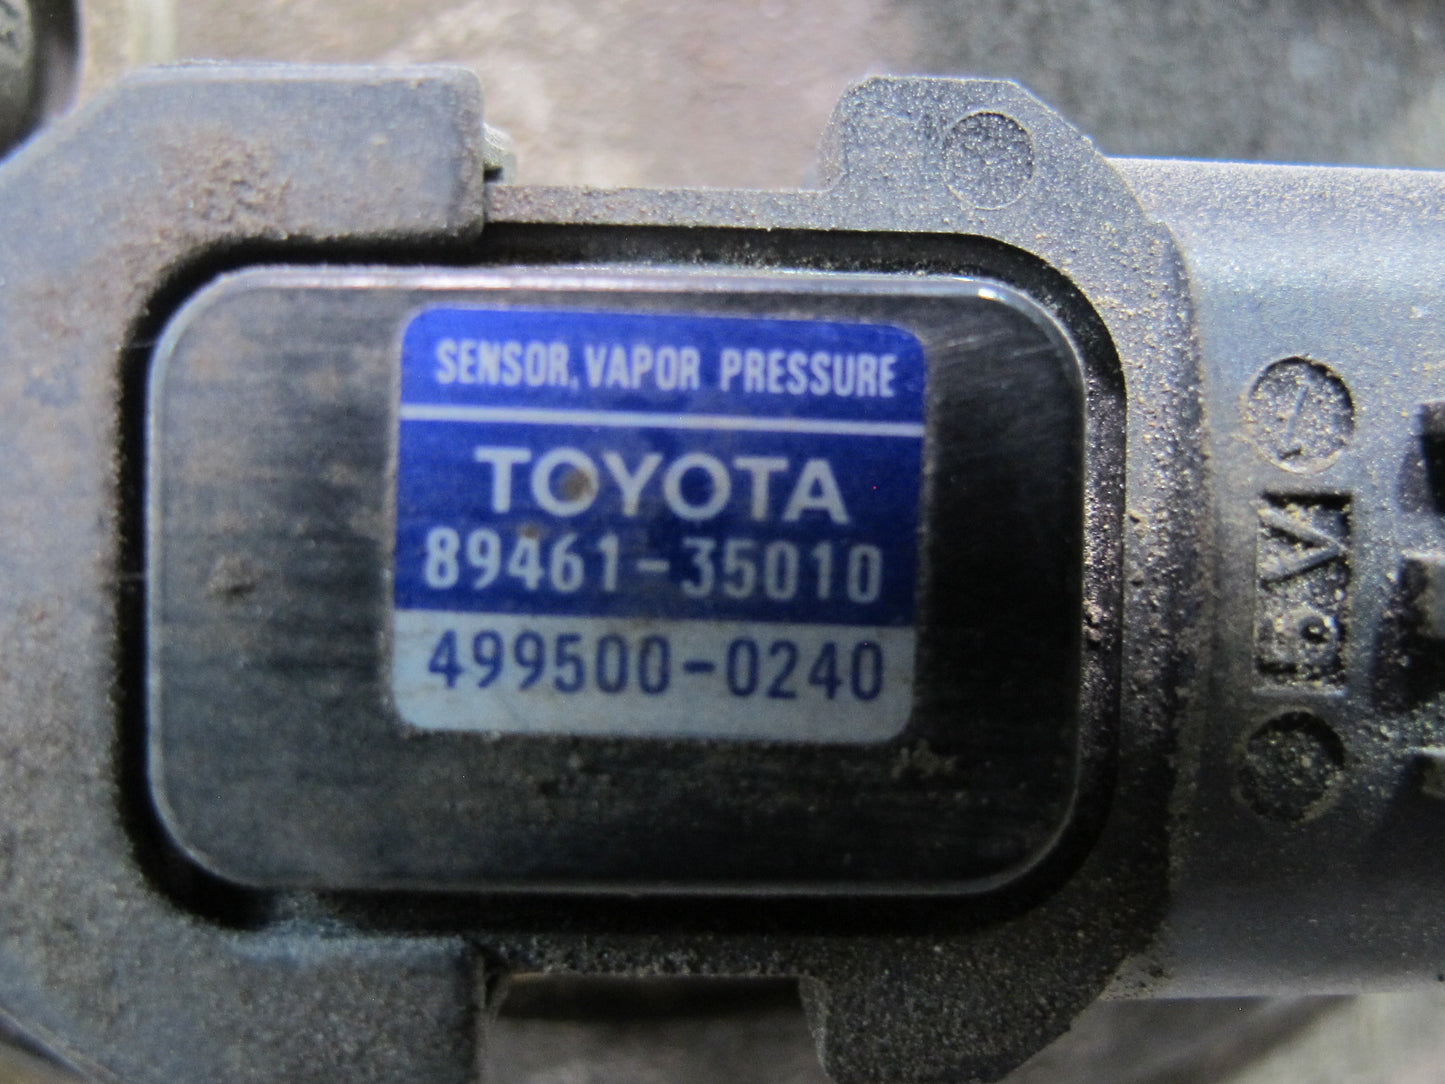 SENSOR, VAPOR PRESSURE
TOYOTA
89461-35010
499500-0240